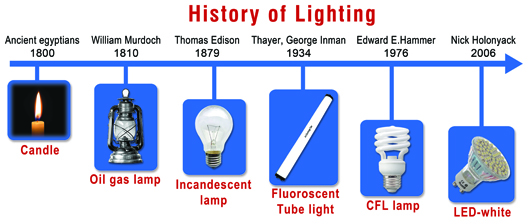 History of Lighting
Ancient egyptians
1800
William Murdoch
1810
Thomas Edison
1879
Thayer, George Inman
1934
Edward E.Hammer
1976
Nick Holonyack
2006
Candle
Oil gas lamp
Incandescent
lamp
Fluoroscent
Tube light
CFL lamp
LED-white